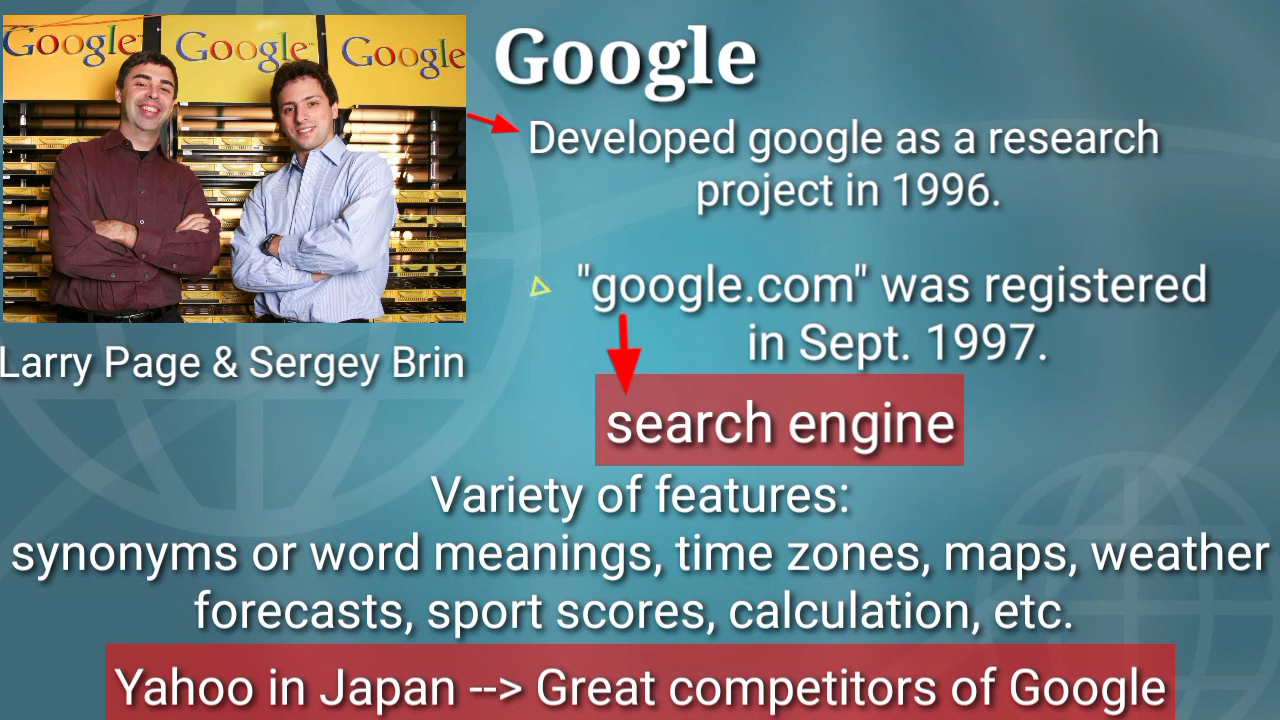 Google Google Google
Google
Developed google as a research
project in 1996.
"google.com" was registered
in Sept. 1997.
Larry Page & Sergey Brin
search engine
Variety of features:
synonyms or word meanings, time zones, maps, weather
forecasts, sport scores, calculation, etc.
Yahoo in Japan --> Great competitors of Google